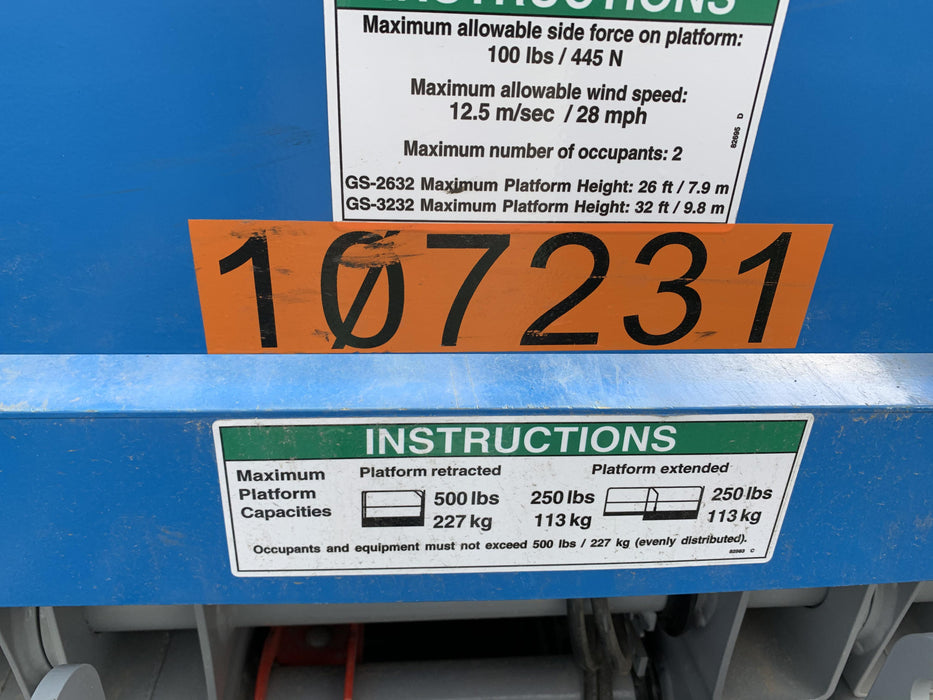 INSTRUCTIONS
Maximum allowable side force on platform:
100 lbs / 445 N
Maximum allowable wind speed:
12.5 m/sec / 28 mph
Maximum number of occupants: 2
GS-2632 Maximum Platform Height: 26 ft / 7.9 m
GS-3232 Maximum Platform Height: 32 ft / 9.8 m
82695 D
1Ø7231
INSTRUCTIONS
Maximum Platform Capacities
Platform retracted
500 lbs
227 kg
Platform extended
250 lbs
113 kg
250 lbs
113 kg
Occupants and equipment must not exceed 500 lbs / 227 kg (evenly distributed).